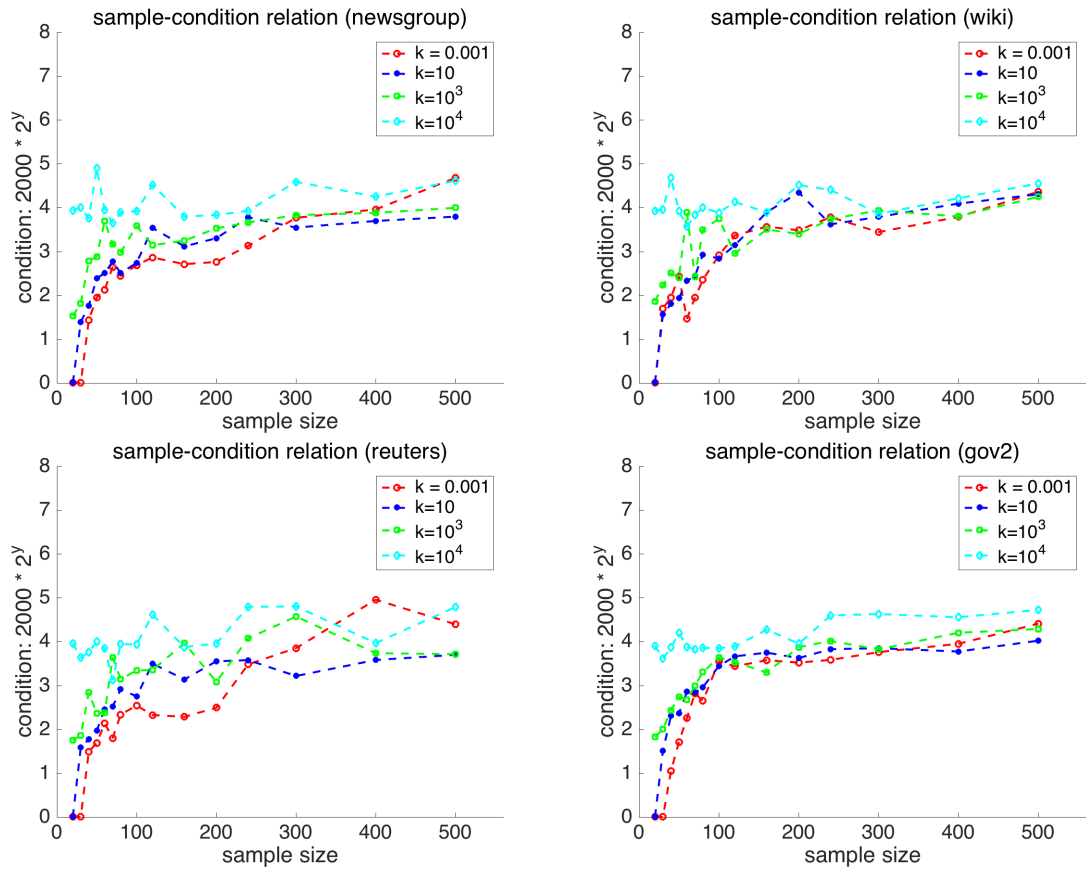 sample-condition relation (newsgroup)
8
7
6
5
4
3
2
1
0
condition: 2000 * 2^y
k = 0.001
k=10
k=10^3
k=10^4
0 100 200 300 400 500
sample size
sample-condition relation (wiki)
8
7
6
5
4
3
2
1
0
condition: 2000 * 2^y
k = 0.001
k=10
k=10^3
k=10^4
0 100 200 300 400 500
sample size
sample-condition relation (reuters)
8
7
6
5
4
3
2
1
0
condition: 2000 * 2^y
k = 0.001
k=10
k=10^3
k=10^4
0 100 200 300 400 500
sample size
sample-condition relation (gov2)
8
7
6
5
4
3
2
1
0
condition: 2000 * 2^y
k = 0.001
k=10
k=10^3
k=10^4
0 100 200 300 400 500
sample size